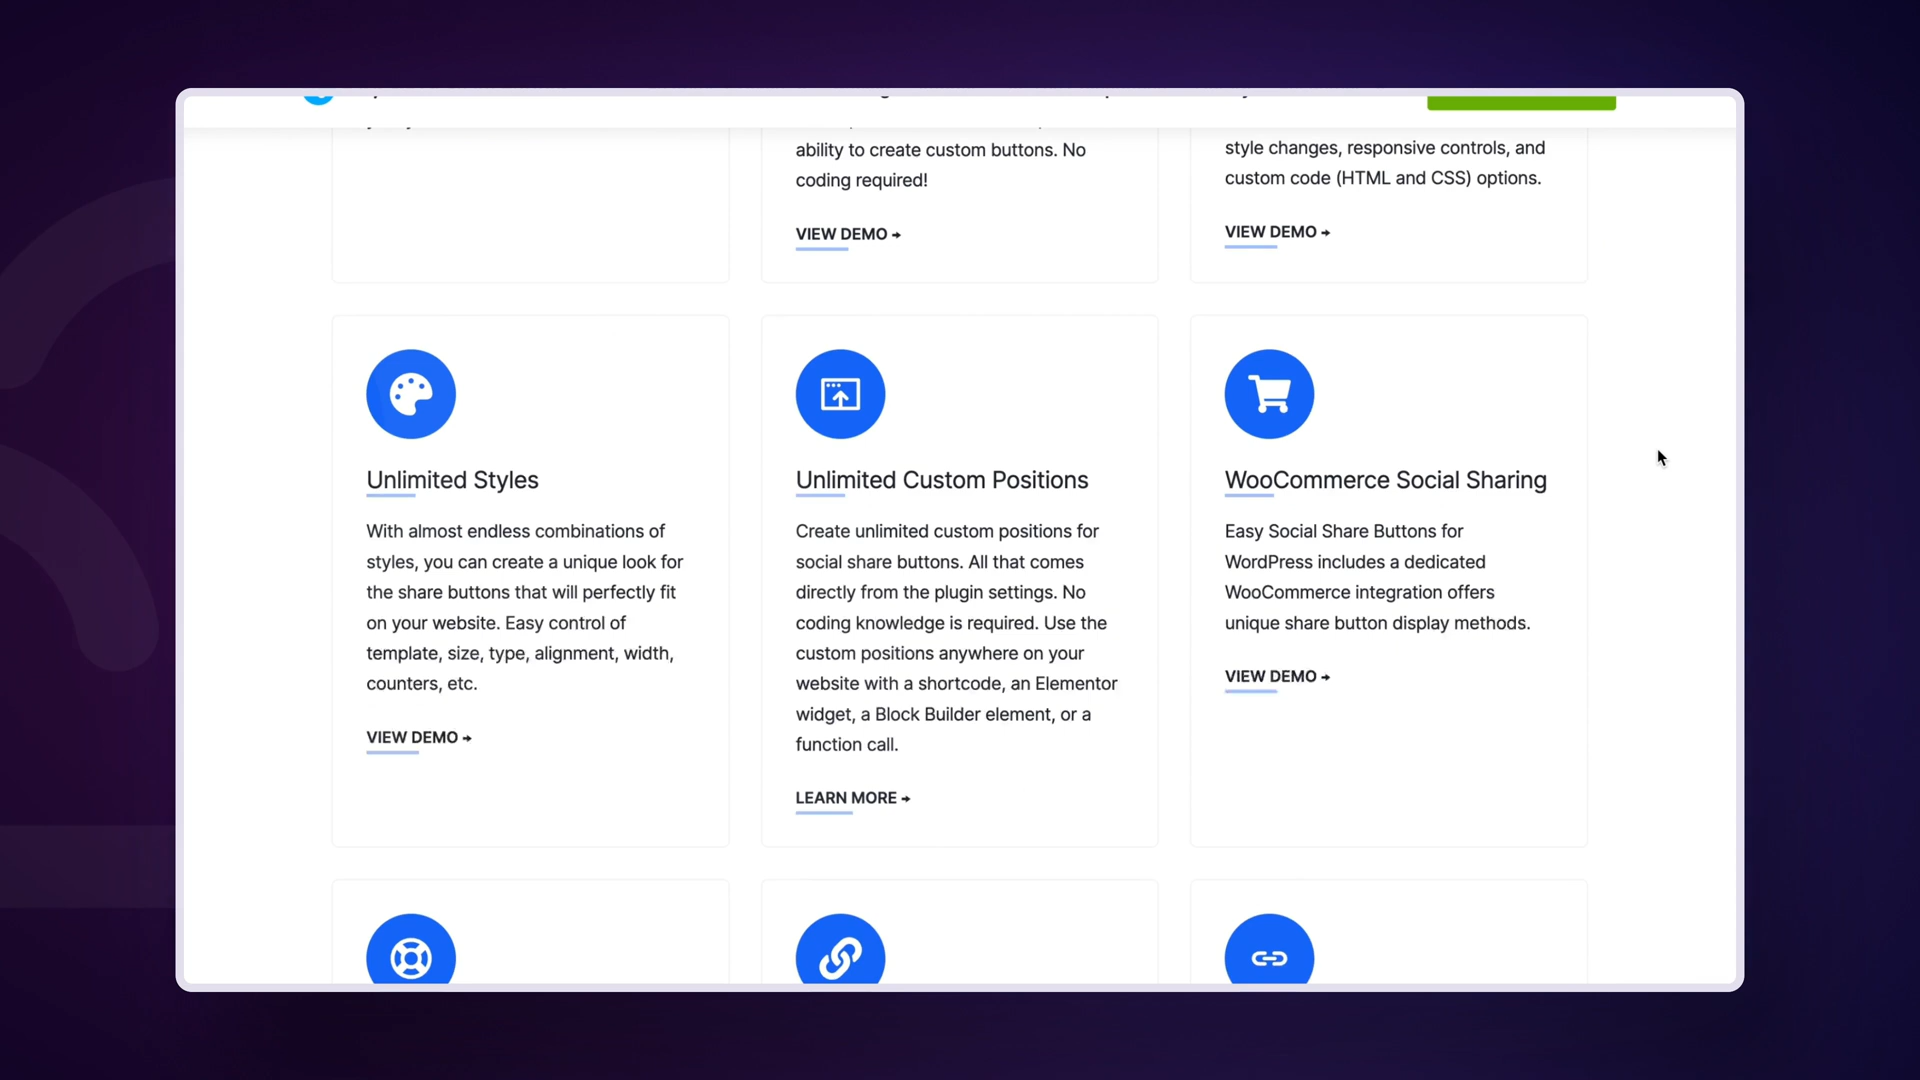 ability to create custom buttons. No
coding required!
VIEW DEMO →
style changes, responsive controls, and
custom code (HTML and CSS) options.
VIEW DEMO →
Unlimited Styles
With almost endless combinations of
styles, you can create a unique look for
the share buttons that will perfectly fit
on your website. Easy control of
template, size, type, alignment, width,
counters, etc.
VIEW DEMO →
Unlimited Custom Positions
Create unlimited custom positions for
social share buttons. All that comes
directly from the plugin settings. No
coding knowledge is required. Use the
custom positions anywhere on your
website with a shortcode, an Elementor
widget, a Block Builder element, or a
function call.
LEARN MORE →
WooCommerce Social Sharing
Easy Social Share Buttons for
WordPress includes a dedicated
WooCommerce integration offers
unique share button display methods.
VIEW DEMO →